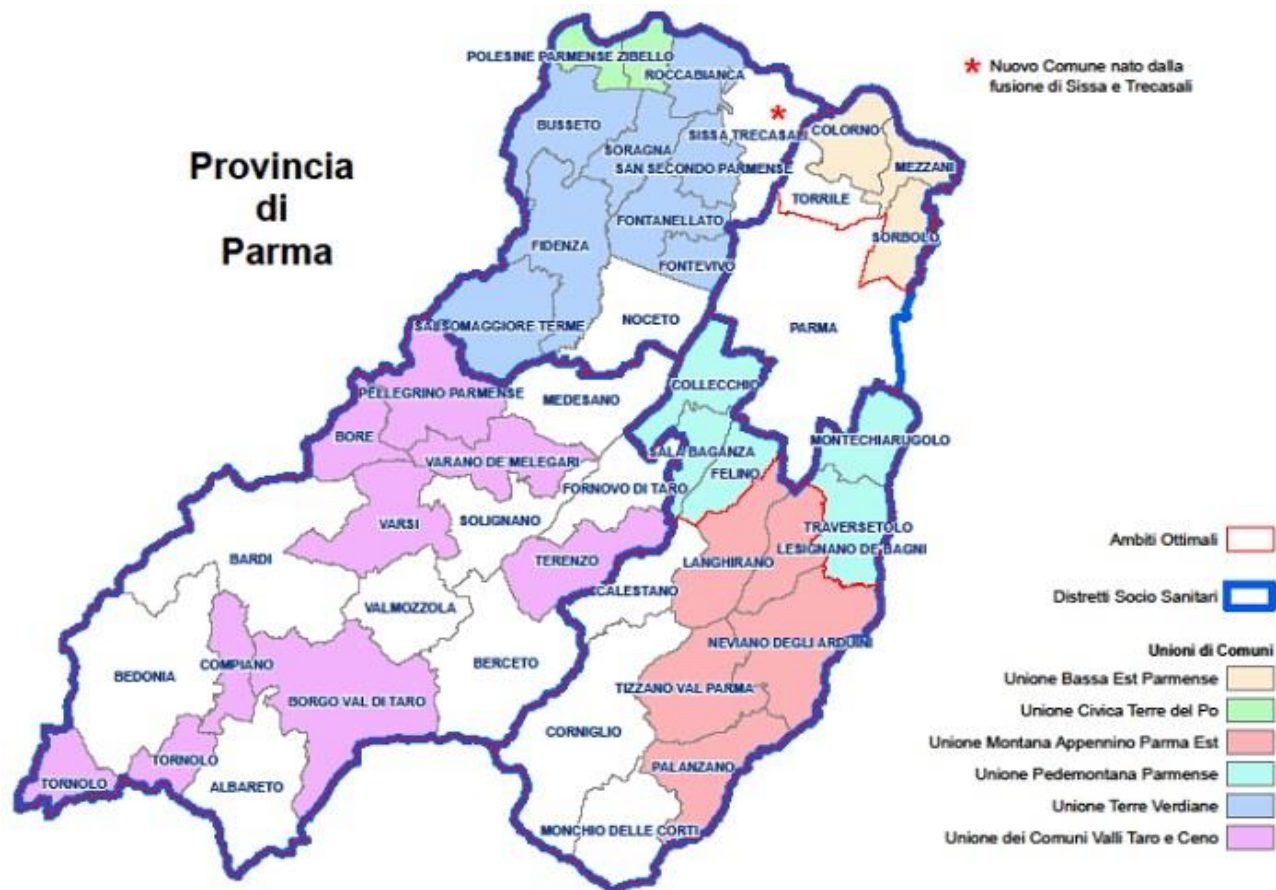 POLESINE PARMENSE ZIBELLO
ROCCABIANCA
* Nuovo Comune nato dalla
fusione di Sissa e Trecasali
BUSSETO
SISSA TRECASALI
COLORNO
SORAGNA
SAN SECONDO PARMENSE
MEZZANI
Provincia
di
Parma
TORRILE
FONTANELLATO
SORBOLO
FIDENZA
FONTEVIVO
SALSOMAGGIORE TERME
NOCETO
PARMA
COLLECCHIO
PELLEGRINO PARMENSE
MEDESANO
BORE
MONTECHIARUGOLO
SALA BAGANZA
VARANO DE MELEGARI
FELINO
FORNOVO DI TARO
VARSI
SOLIGNANO
TRAVERSETOLO
BARDI
TERENZO
LANGHIRANO
LESIGNANO DE' BAGNI
CALESTANO
VALMOZZOLA
NEVIANO DEGLI ARDUINI
COMPIANO
BERCETO
BEDONIA
TIZZANO VAL PARMA
BORGO VAL DI TARO
CORNIGLIO
TORNOLO
PALANZANO
TORNOLO
ALBARETO
MONCHIO DELLE CORTI
Ambiti Ottimali
Distretti Socio Sanitari
Unioni di Comuni
Unione Bassa Est Parmense
Unione Civica Terre del Po
Unione Montana Appennino Parma Est
Unione Pedemontana Parmense
Unione Terre Verdiane
Unione dei Comuni Valli Taro e Ceno